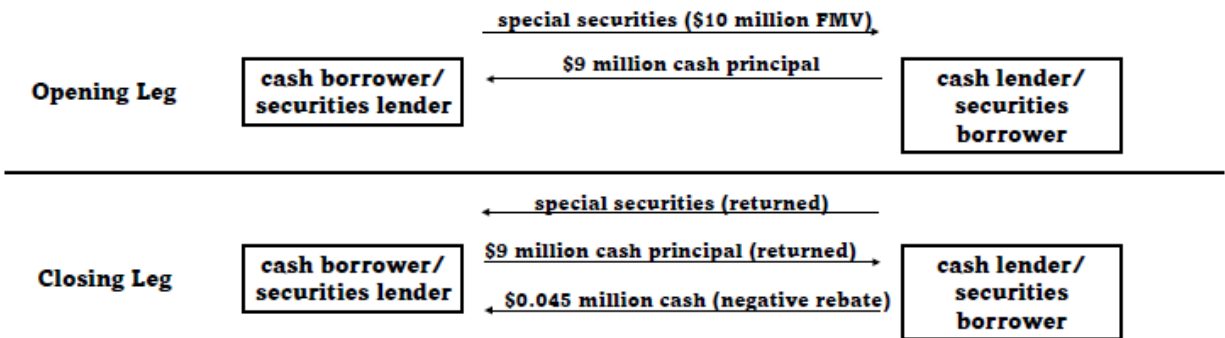 special securities ($10 million FMV)
$9 million cash principal
Opening Leg
cash borrower/
securities lender
cash lender/
securities
borrower
special securities (returned)
$9 million cash principal (returned)
$0.045 million cash (negative rebate)
Closing Leg
cash borrower/
securities lender
cash lender/
securities
borrower